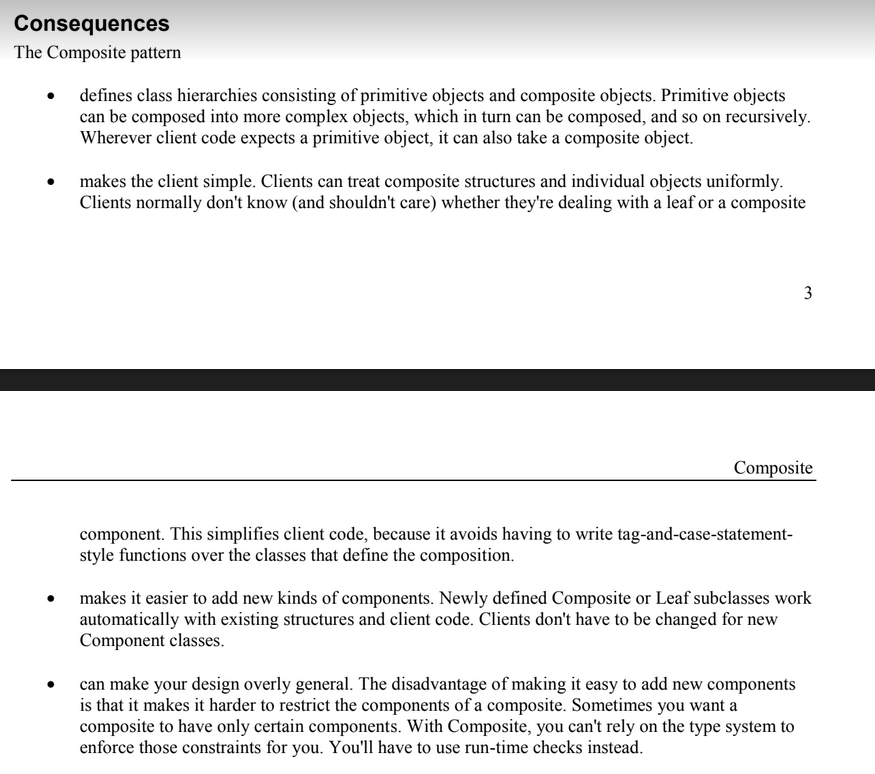 Consequences
The Composite pattern
• defines class hierarchies consisting of primitive objects and composite objects. Primitive objects
can be composed into more complex objects, which in turn can be composed, and so on recursively.
Wherever client code expects a primitive object, it can also take a composite object.
• makes the client simple. Clients can treat composite structures and individual objects uniformly.
Clients normally don't know (and shouldn't care) whether they're dealing with a leaf or a composite
3
Composite
component. This simplifies client code, because it avoids having to write tag-and-case-statement-
style functions over the classes that define the composition.
• makes it easier to add new kinds of components. Newly defined Composite or Leaf subclasses work
automatically with existing structures and client code. Clients don't have to be changed for new
Component classes.
• can make your design overly general. The disadvantage of making it easy to add new components
is that it makes it harder to restrict the components of a composite. Sometimes you want a
composite to have only certain components. With Composite, you can't rely on the type system to
enforce those constraints for you. You'll have to use run-time checks instead.